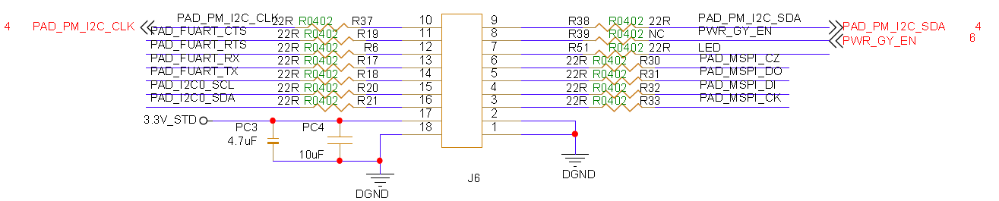 PAD_PM_I2C_CLK 22R R0402 R37 10 9 R38 R0402 22R PAD_PM_I2C_SDA
4 PAD_PM_I2C_CLK PAD_PM_I2C_SDA 4
PAD_FUART_CTS 22R R0402 R19 11 8 R39 R0402 NC PWR_GY_EN
PWR_GY_EN 6
PAD_FUART_RTS 22R R0402 R6 12 7 R51 R0402 22R LED
PAD_FUART_RX 22R R0402 R17 13 6 22R R0402 R30 PAD_MSPI_CZ
PAD_FUART_TX 22R R0402 R18 14 5 22R R0402 R31 PAD_MSPI_DO
PAD_I2C0_SCL 22R R0402 R20 15 4 22R R0402 R32 PAD_MSPI_DI
PAD_I2C0_SDA 22R R0402 R21 16 3 22R R0402 R33 PAD_MSPI_CK
3.3V_STD 17 2
PC3 PC4 18 1
4.7uF
10uF
DGND
J6
DGND